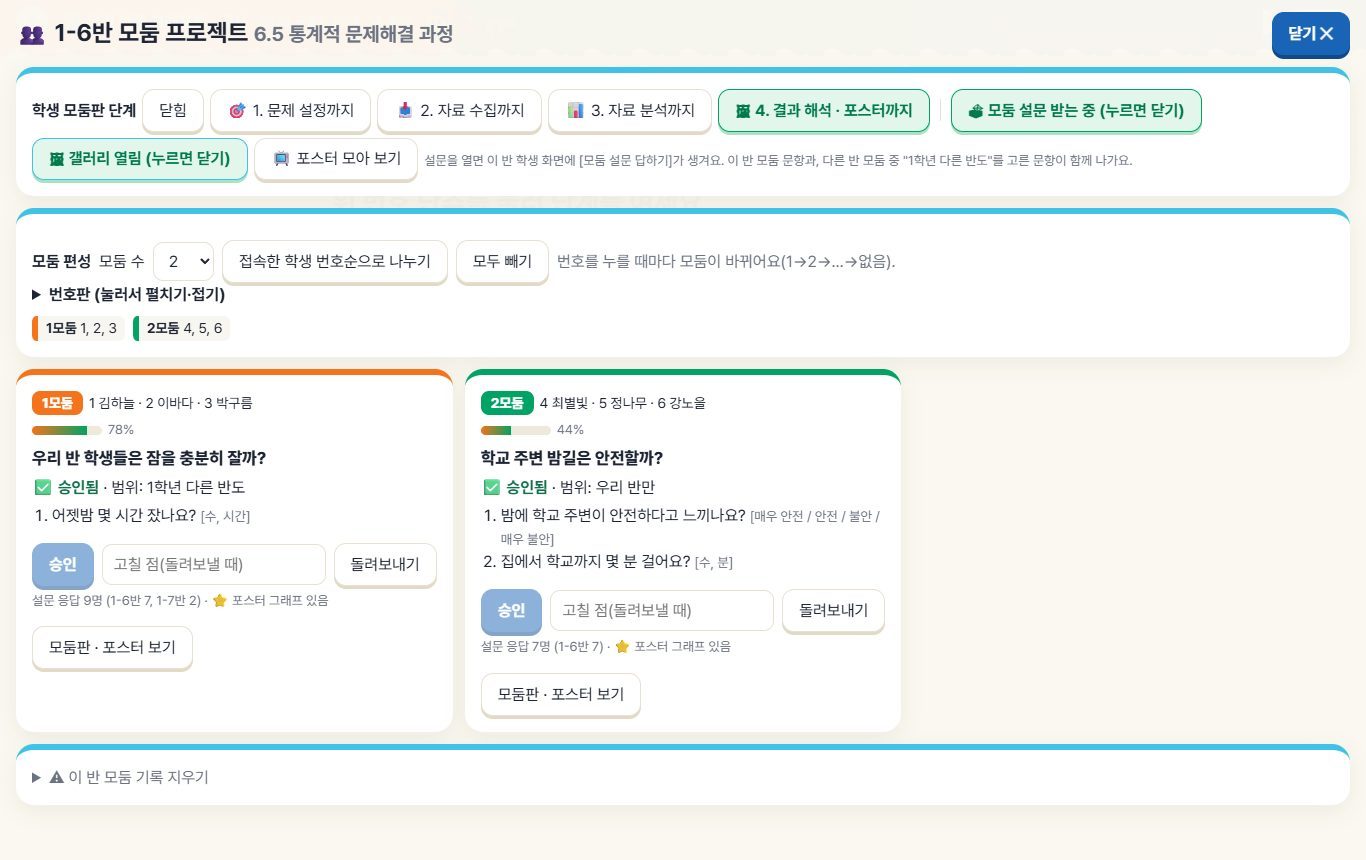 1-6반 모둠 프로젝트 6.5 통계적 문제해결 과정
닫기 ✕
학생 모둠판 단계 닫힘 1. 문제 설정까지 2. 자료 수집까지 3. 자료 분석까지 4. 결과 해석 · 포스터까지 모둠 설문 받는 중 (누르면 닫기)
갤러리 열림 (누르면 닫기) 포스터 모아 보기 설문을 열면 이 반 학생 화면에 [모둠 설문 답하기]가 생겨요. 이 반 모둠 문항과, 다른 반 모둠 중 "1학년 다른 반도"를 고른 문항이 함께 나가요.
모둠 편성 모둠 수 2 접속한 학생 번호순으로 나누기 모두 빼기 번호를 누를 때마다 모둠이 바뀌어요(1→2→…→없음).
▶ 번호판 (눌러서 펼치기·접기)
1모둠 1, 2, 3 2모둠 4, 5, 6
1모둠 1 김하늘 · 2 이바다 · 3 박구름
78%
우리 반 학생들은 잠을 충분히 잘까?
✅ 승인됨 · 범위: 1학년 다른 반도
1. 어젯밤 몇 시간 잤나요? [수, 시간]
승인 고칠 점(돌려보낼 때) 돌려보내기
설문 응답 9명 (1-6반 7, 1-7반 2) · ⭐ 포스터 그래프 있음
모둠판 · 포스터 보기
2모둠 4 최별빛 · 5 정나무 · 6 강노을
44%
학교 주변 밤길은 안전할까?
✅ 승인됨 · 범위: 우리 반만
1. 밤에 학교 주변이 안전하다고 느끼나요? [매우 안전 / 안전 / 불안 /
매우 불안]
2. 집에서 학교까지 몇 분 걸어요? [수, 분]
승인 고칠 점(돌려보낼 때) 돌려보내기
설문 응답 7명 (1-6반 7) · ⭐ 포스터 그래프 있음
모둠판 · 포스터 보기
▶ ⚠ 이 반 모둠 기록 지우기